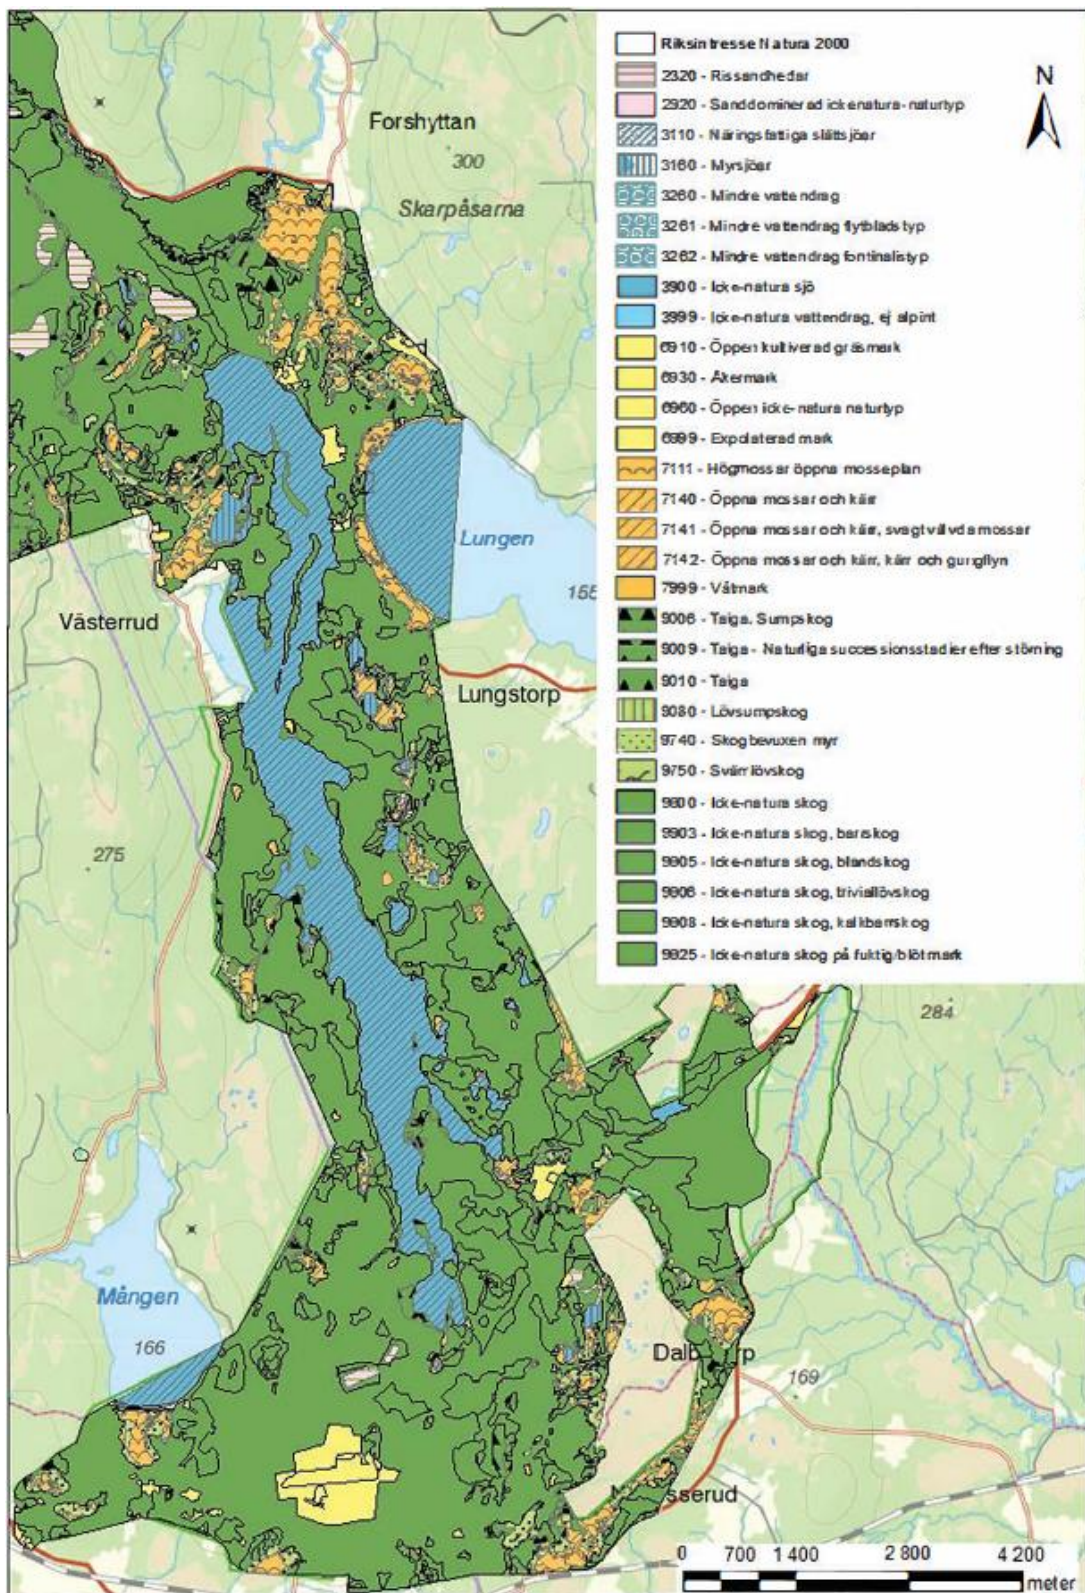 Forshyttan
300
Skarpåsarna
Lungen
155
Västerrud
Lungstorp
275
284
Mången
166
169
Riksintresse Natura 2000
2320 - Rissandhedar
2920 - Sanddominerad ickenatura-naturtyp
3110 - Näringsfattiga slättsjöar
3160 - Myrsjöar
3260 - Mindre vattendrag
3261 - Mindre vattendrag flytbladstyp
3262 - Mindre vattendrag fontinalistyp
3900 - Icke-natura sjö
3999 - Icke-natura vattendrag, ej alpint
6910 - Öppen kultiverad gräsmark
6930 - Åkermark
6960 - Öppen icke-natura naturtyp
6999 - Exploaterad mark
7111 - Högmossar öppna mosseplan
7140 - Öppna mossar och kärr
7141 - Öppna mossar och kärr, svagt välvda mossar
7142 - Öppna mossar och kärr, kärr och gungflyn
7999 - Våtmark
9006 - Taiga. Sumpskog
9009 - Taiga - Naturliga successionsstadier efter störning
9010 - Taiga
9080 - Lövsumpskog
9740 - Skogbevuxen myr
9750 - Svämlövskog
9900 - Icke-natura skog
9903 - Icke-natura skog, barrskog
9905 - Icke-natura skog, blandskog
9906 - Icke-natura skog, triviallövskog
9908 - Icke-natura skog, kalkbarrskog
9925 - Icke-natura skog på fuktig/blöt mark
N
0 700 1 400 2 800 4 200
meter